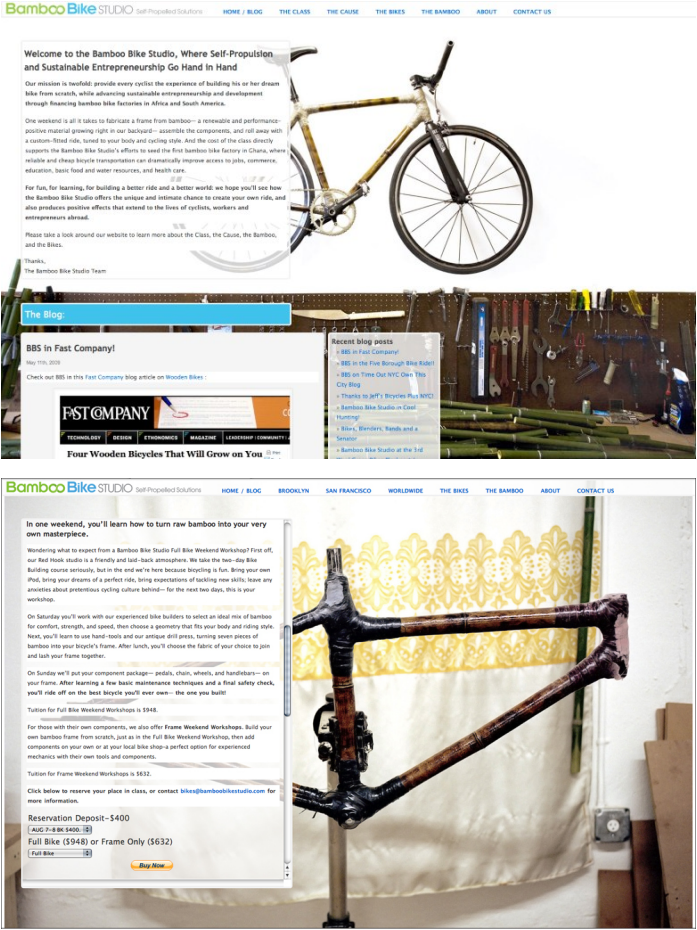 Bamboo Bike STUDIO Self-Propelled Solutions
HOME / BLOG THE CLASS THE CAUSE THE BIKES THE BAMBOO ABOUT CONTACT US
Welcome to the Bamboo Bike Studio, Where Self-Propulsion
and Sustainable Entrepreneurship Go Hand in Hand
Our mission is twofold: provide every cyclist the experience of building his or her dream
bike from scratch, while advancing sustainable entrepreneurship and development
through financing bamboo bike factories in Africa and South America.
One weekend is all it takes to fabricate a frame from bamboo— a renewable and performance-
positive material growing right in our backyard— assemble the components, and roll away with
a custom-fitted ride, tuned to your body and cycling style. And the cost of the class directly
supports the Bamboo Bike Studio's efforts to seed the first bamboo bike factory in Ghana, where
reliable and cheap bicycle transportation can dramatically improve access to jobs, commerce,
education, basic food and water resources, and health care.
For fun, for learning, for building a better ride and a better world: we hope you'll see how
the Bamboo Bike Studio offers the unique and intimate chance to create your own ride, and
also produces positive effects that extend to the lives of cyclists, workers and
entrepreneurs abroad.
Please take a look around our website to learn more about the Class, the Cause, the Bamboo,
and the Bikes.
Thanks,
The Bamboo Bike Studio Team
The Blog:
BBS in Fast Company!
May 11th,
Check out BBS in this Fast Company blog article on Wooden Bikes :
FAST COMPANY
TECHNOLOGY DESIGN ETHONOMICS MAGAZINE LEADERSHIP COMMUNITY
Four Wooden Bicycles That Will Grow on You
Recent blog posts
» BBS in Fast Company!
» BBS in the Five Borough Bike Ride!!
» BBS on Time Out NYC Own This
City Blog
» Thanks to Jeff's Bicycles Plus NYC!
» Bamboo Bike Studio in Cool
Hunting!
» Bikes, Blenders, Bands and a
Senator
» Bamboo Bike Studio at the 3rd
Bamboo Bike STUDIO Self-Propelled Solutions
HOME / BLOG BROOKLYN SAN FRANCISCO WORLDWIDE THE BIKES THE BAMBOO ABOUT CONTACT US
In one weekend, you'll learn how to turn raw bamboo into your very
own masterpiece.
Wondering what to expect from a Bamboo Bike Studio Full Bike Weekend Workshop? First off,
our Red Hook studio is a friendly and laid-back atmosphere. We take the two-day Bike
Building course seriously, but in the end we're here because bicycling is fun. Bring your own
iPod, bring your dreams of a perfect ride, bring expectations of tackling new skills; leave any
anxieties about pretentious cycling culture behind— for the next two days, this is your
workshop.
On Saturday you'll work with our experienced bike builders to select an ideal mix of bamboo
for comfort, strength, and speed, then choose a geometry that fits your body and riding style.
Next, you'll learn to use hand-tools and our antique drill press, turning seven pieces of
bamboo into your bicycle's frame. After lunch, you'll choose the fabric of your choice to join
and lash your frame together.
On Sunday we'll put your component package— pedals, chain, wheels, and handlebars— on
your frame. After learning a few basic maintenance techniques and a final safety check,
you'll ride off on the best bicycle you'll ever own— the one you built!
Tuition for Full Bike Weekend Workshops is $948.
For those with their own components, we also offer Frame Weekend Workshops. Build your
own bamboo frame from scratch, just as in the Full Bike Weekend Workshop, then add
components on your own or at your local bike shop-a perfect option for experienced
mechanics with their own tools and components.
Tuition for Frame Weekend Workshops is $632.
Click below to reserve your place in class, or contact bikes@bamboobikestudio.com for
more information.
Reservation Deposit-$400
AUG 7-8 BK $400.
Full Bike ($948) or Frame Only ($632)
Full Bike
Buy Now